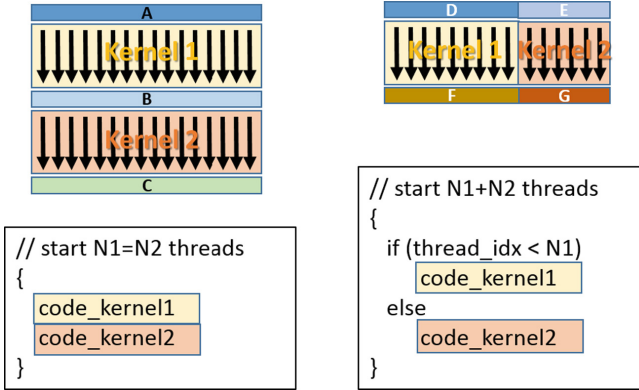 A
Kernel 1
B
Kernel 2
C
// start N1=N2 threads
{
code_kernel1
code_kernel2
}
D E
Kernel 1 Kernel 2
F G
// start N1+N2 threads
{
if (thread_idx < N1)
code_kernel1
else
code_kernel2
}